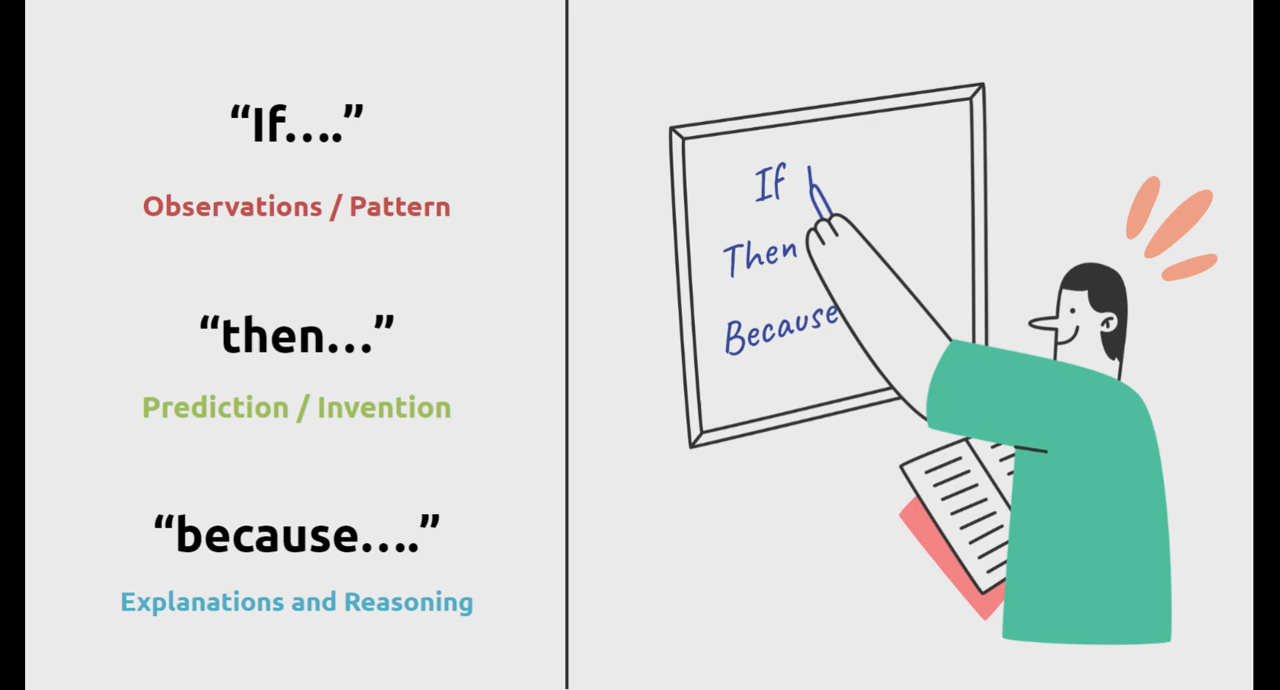 “If....”
Observations / Pattern
“then...”
Prediction / Invention
“because....”
Explanations and Reasoning
If
Then
Because